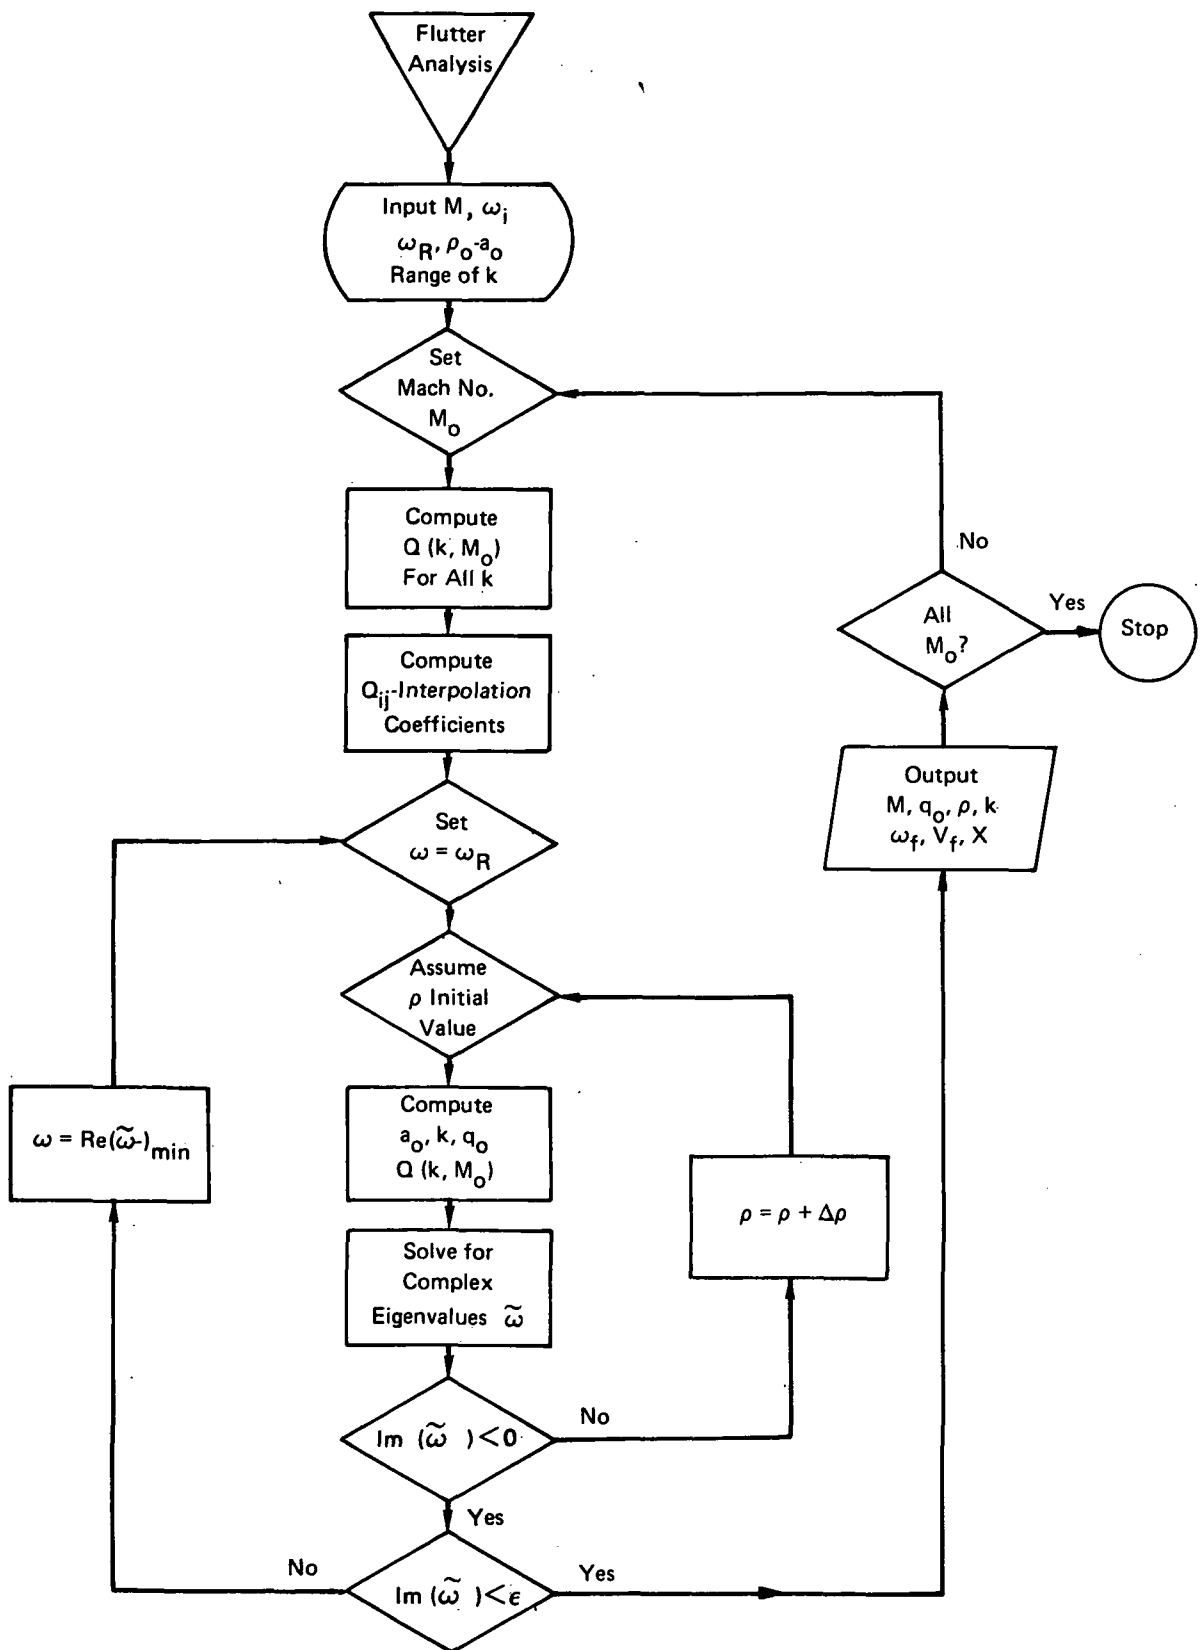 Flutter
Analysis
Input M, ω_i
ω_R, ρ_o-a_o
Range of k
Set
Mach No.
M_o
Compute
Q (k, M_o)
For All k
Compute
Q_ij-Interpolation
Coefficients
Set
ω = ω_R
Assume
ρ Initial
Value
Compute
a_o, k, q_o
Q (k, M_o)
Solve for
Complex
Eigenvalues ω̃
Im (ω̃ ) <0
No
Yes
Im (ω̃ ) <ϵ
No
Yes
ω = Re(ω̃-)_min
ρ = ρ + Δρ
Output
M, q_o, ρ, k
ω_f, V_f, X
All
M_o?
No
Yes
Stop